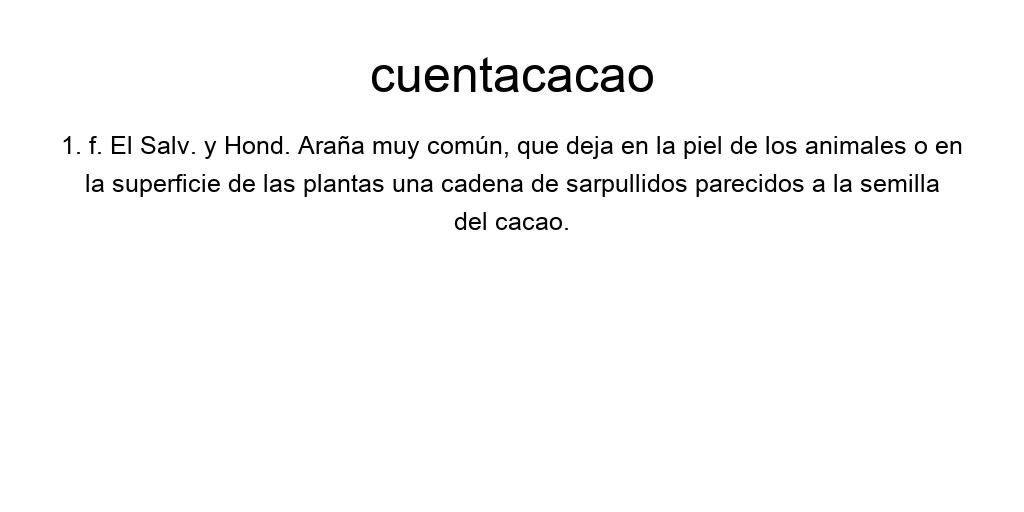 cuentacacao
1. f. El Salv. y Hond. Araña muy común, que deja en la piel de los animales o en
la superficie de las plantas una cadena de sarpullidos parecidos a la semilla
del cacao.